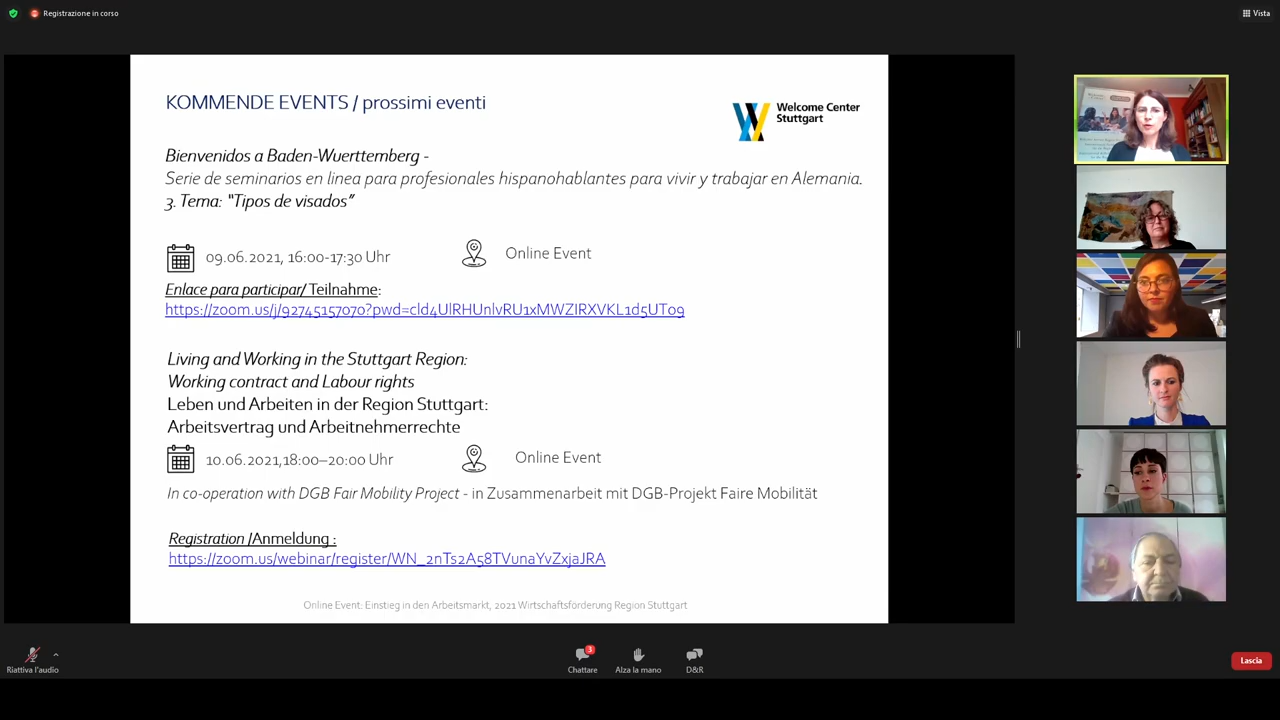 Registrazione in corso
Vista
KOMMENDE EVENTS / prossimi eventi
Welcome Center
Stuttgart
Bienvenidos a Baden-Wuerttemberg -
Serie de seminarios en linea para profesionales hispanohablantes para vivir y trabajar en Alemania.
3. Tema: "Tipos de visados"
09.06.2021, 16:00-17:30 Uhr
Online Event
Enlace para participar/ Teilnahme:
https://zoom.us/j/92745157070?pwd=cld4UlRHUnlvRU1xMWZIRXVKL1d5UT09
Living and Working in the Stuttgart Region:
Working contract and Labour rights
Leben und Arbeiten in der Region Stuttgart:
Arbeitsvertrag und Arbeitnehmerrechte
10.06.2021,18:00–20:00 Uhr
Online Event
In co-operation with DGB Fair Mobility Project - in Zusammenarbeit mit DGB-Projekt Faire Mobilität
Registration /Anmeldung :
https://zoom.us/webinar/register/WN_2nTs2A58TVunaYvZxjaJRA
Online Event: Einstieg in den Arbeitsmarkt, 2021 Wirtschaftsförderung Region Stuttgart
Riattiva l'audio
3
Chattare
Alza la mano
D&R
Lascia